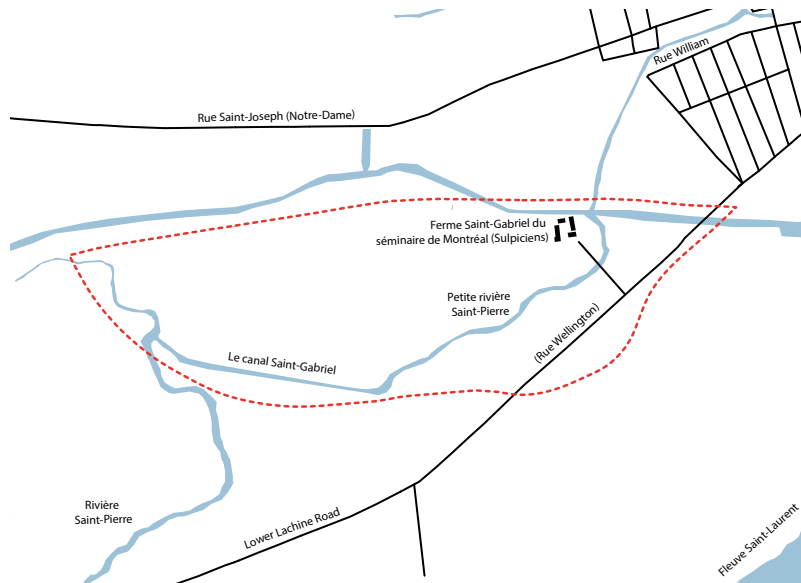 Rue William
Rue Saint-Joseph (Notre-Dame)
Ferme Saint-Gabriel du
séminaire de Montréal (Sulpiciens)
Petite rivière
Saint-Pierre
(Rue Wellington)
Le canal Saint-Gabriel
Rivière
Saint-Pierre
Lower Lachine Road
Fleuve Saint-Laurent